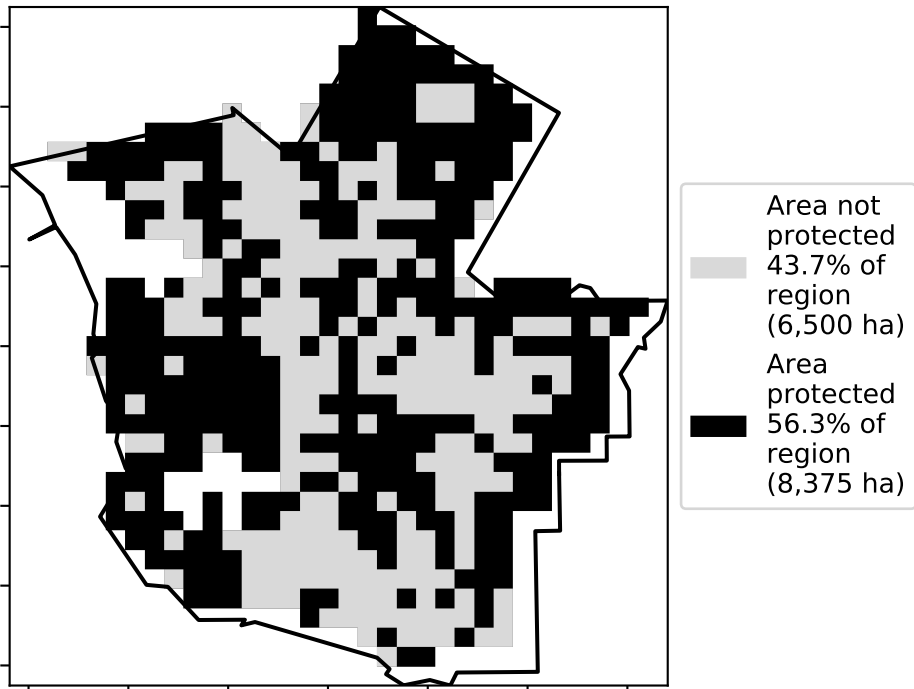 Area not
protected
43.7% of
region
(6,500 ha)
Area
protected
56.3% of
region
(8,375 ha)